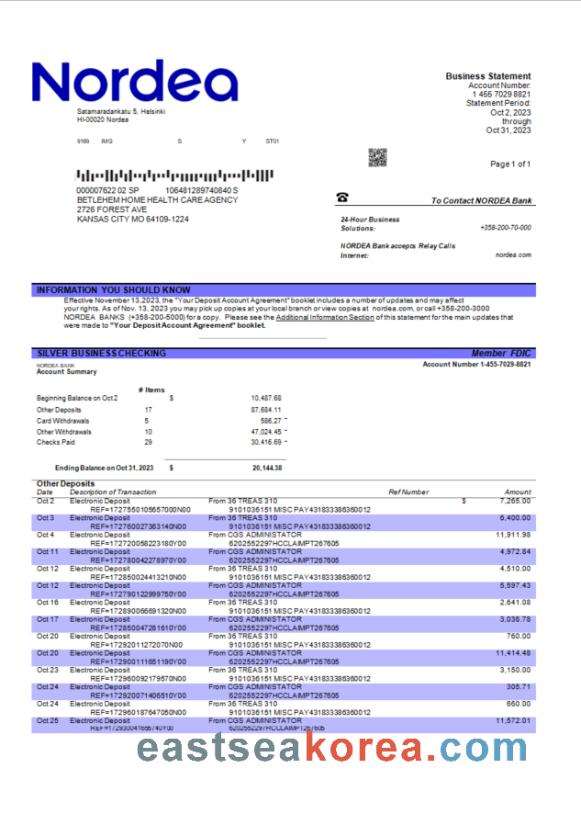 Nordea
Satamaradankatu 5, Helsinki
HI-00020 Nordea
Business Statement
Account Number:
1 455 7029 8821
Statement Period:
Oct 2, 2023
through
Oct 31, 2023
9169 IMG S Y ST01
Page 1 of 1
000007622 02 SP 106481289740840 S
BETLEHEM HOME HEALTH CARE AGENCY
2726 FOREST AVE
KANSAS CITY MO 64109-1224
To Contact NORDEA Bank
24-Hour Business
Solutions: +358-200-70-000
NORDEA Bank accepts Relay Calls
Internet: nordea.com
INFORMATION YOU SHOULD KNOW
Effective November 13,2023, the "Your Deposit Account Agreement" booklet includes a number of updates and may affect
your rights. As of Nov. 13, 2023 you may pick up copies at your local branch or view copies at nordea.com, or call +358-200-3000
NORDEA BANKS (+358-200-5000) for a copy. Please see the Additional Information Section of this statement for the main updates that
were made to "Your Deposit Account Agreement" booklet.
SILVER BUSINESS CHECKING Member FDIC
NORDEA BANK Account Number 1-455-7029-8821
Account Summary
# Items
Beginning Balance on Oct 2 $ 10,487.68
Other Deposits 17 87,684.11
Card Withdrawals 5 586.27 -
Other Withdrawals 10 47,024.45 -
Checks Paid 29 30,416.69 -
Ending Balance on Oct 31, 2023 $ 20,144.38
Other Deposits
Date Description of Transaction Ref Number Amount
Oct 2 Electronic Deposit From 36 TREAS 310 $ 7,265.00
REF=1727550105657000N00 9101036151 MISC PAY431833386360012
Oct 3 Electronic Deposit From 36 TREAS 310 6,400.00
REF=172760027363140N00 9101036151 MISC PAY431833386360012
Oct 4 Electronic Deposit From CGS ADMINISTRATOR 11,911.98
REF=172720058223180Y00 6202552297HCCLAIMPT267605
Oct 11 Electronic Deposit From CGS ADMINISTATOR 4,972.84
REF=172780042278970Y00 6202552297HCCLAIMPT267605
Oct 12 Electronic Deposit From 36 TREAS 310 4,510.00
REF=172850024413210N00 9101036151 MISC PAY431833386360012
Oct 12 Electronic Deposit From CGS ADMINISTATOR 5,597.43
REF=172790122999750Y00 6202552297HCCLAIMPT267605
Oct 16 Electronic Deposit From 36 TREAS 310 2,641.08
REF=172890066691320N00 9101036151 MISC PAY431833386360012
Oct 17 Electronic Deposit From CGS ADMINISTATOR 3,036.78
REF=172850047281610Y00 6202552297HCCLAIMPT267605
Oct 20 Electronic Deposit From 36 TREAS 310 760.00
REF=17292011272070N00 9101036151 MISC PAY431833386360012
Oct 20 Electronic Deposit From CGS ADMINISTATOR 11,414.48
REF=172900111651190Y00 6202552297HCCLAIMPT267605
Oct 23 Electronic Deposit From 36 TREAS 310 3,150.00
REF=172960092179570N00 9101036151 MISC PAY431833386360012
Oct 24 Electronic Deposit From CGS ADMINISTATOR 305.71
REF=172920071406510Y00 6202552297HCCLAIMPT267605
Oct 24 Electronic Deposit From 36 TREAS 310 660.00
REF=172960187647050N00 9101036151 MISC PAY431833386360012
Oct 25 Electronic Deposit From CGS ADMINISTATOR 11,572.01
REF=172930041666740Y00 6202552297HCCLAIMPT267605
eastseakorea.com